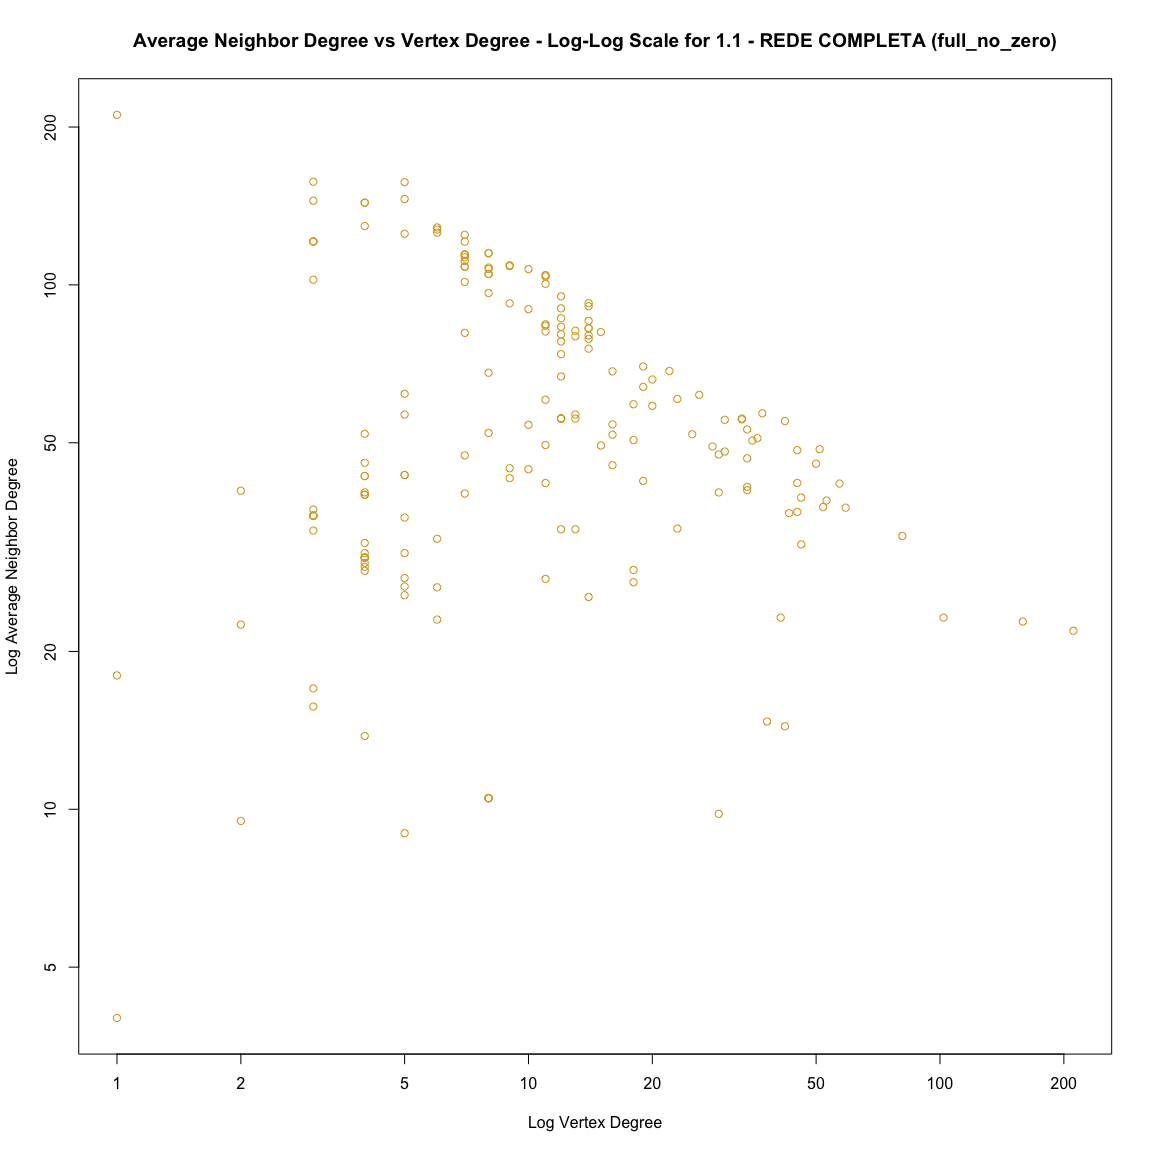 Average Neighbor Degree vs Vertex Degree - Log-Log Scale for 1.1 - REDE COMPLETA (full_no_zero)
Log Average Neighbor Degree
200
100
50
20
10
5
1 2 5 10 20 50 100 200
Log Vertex Degree